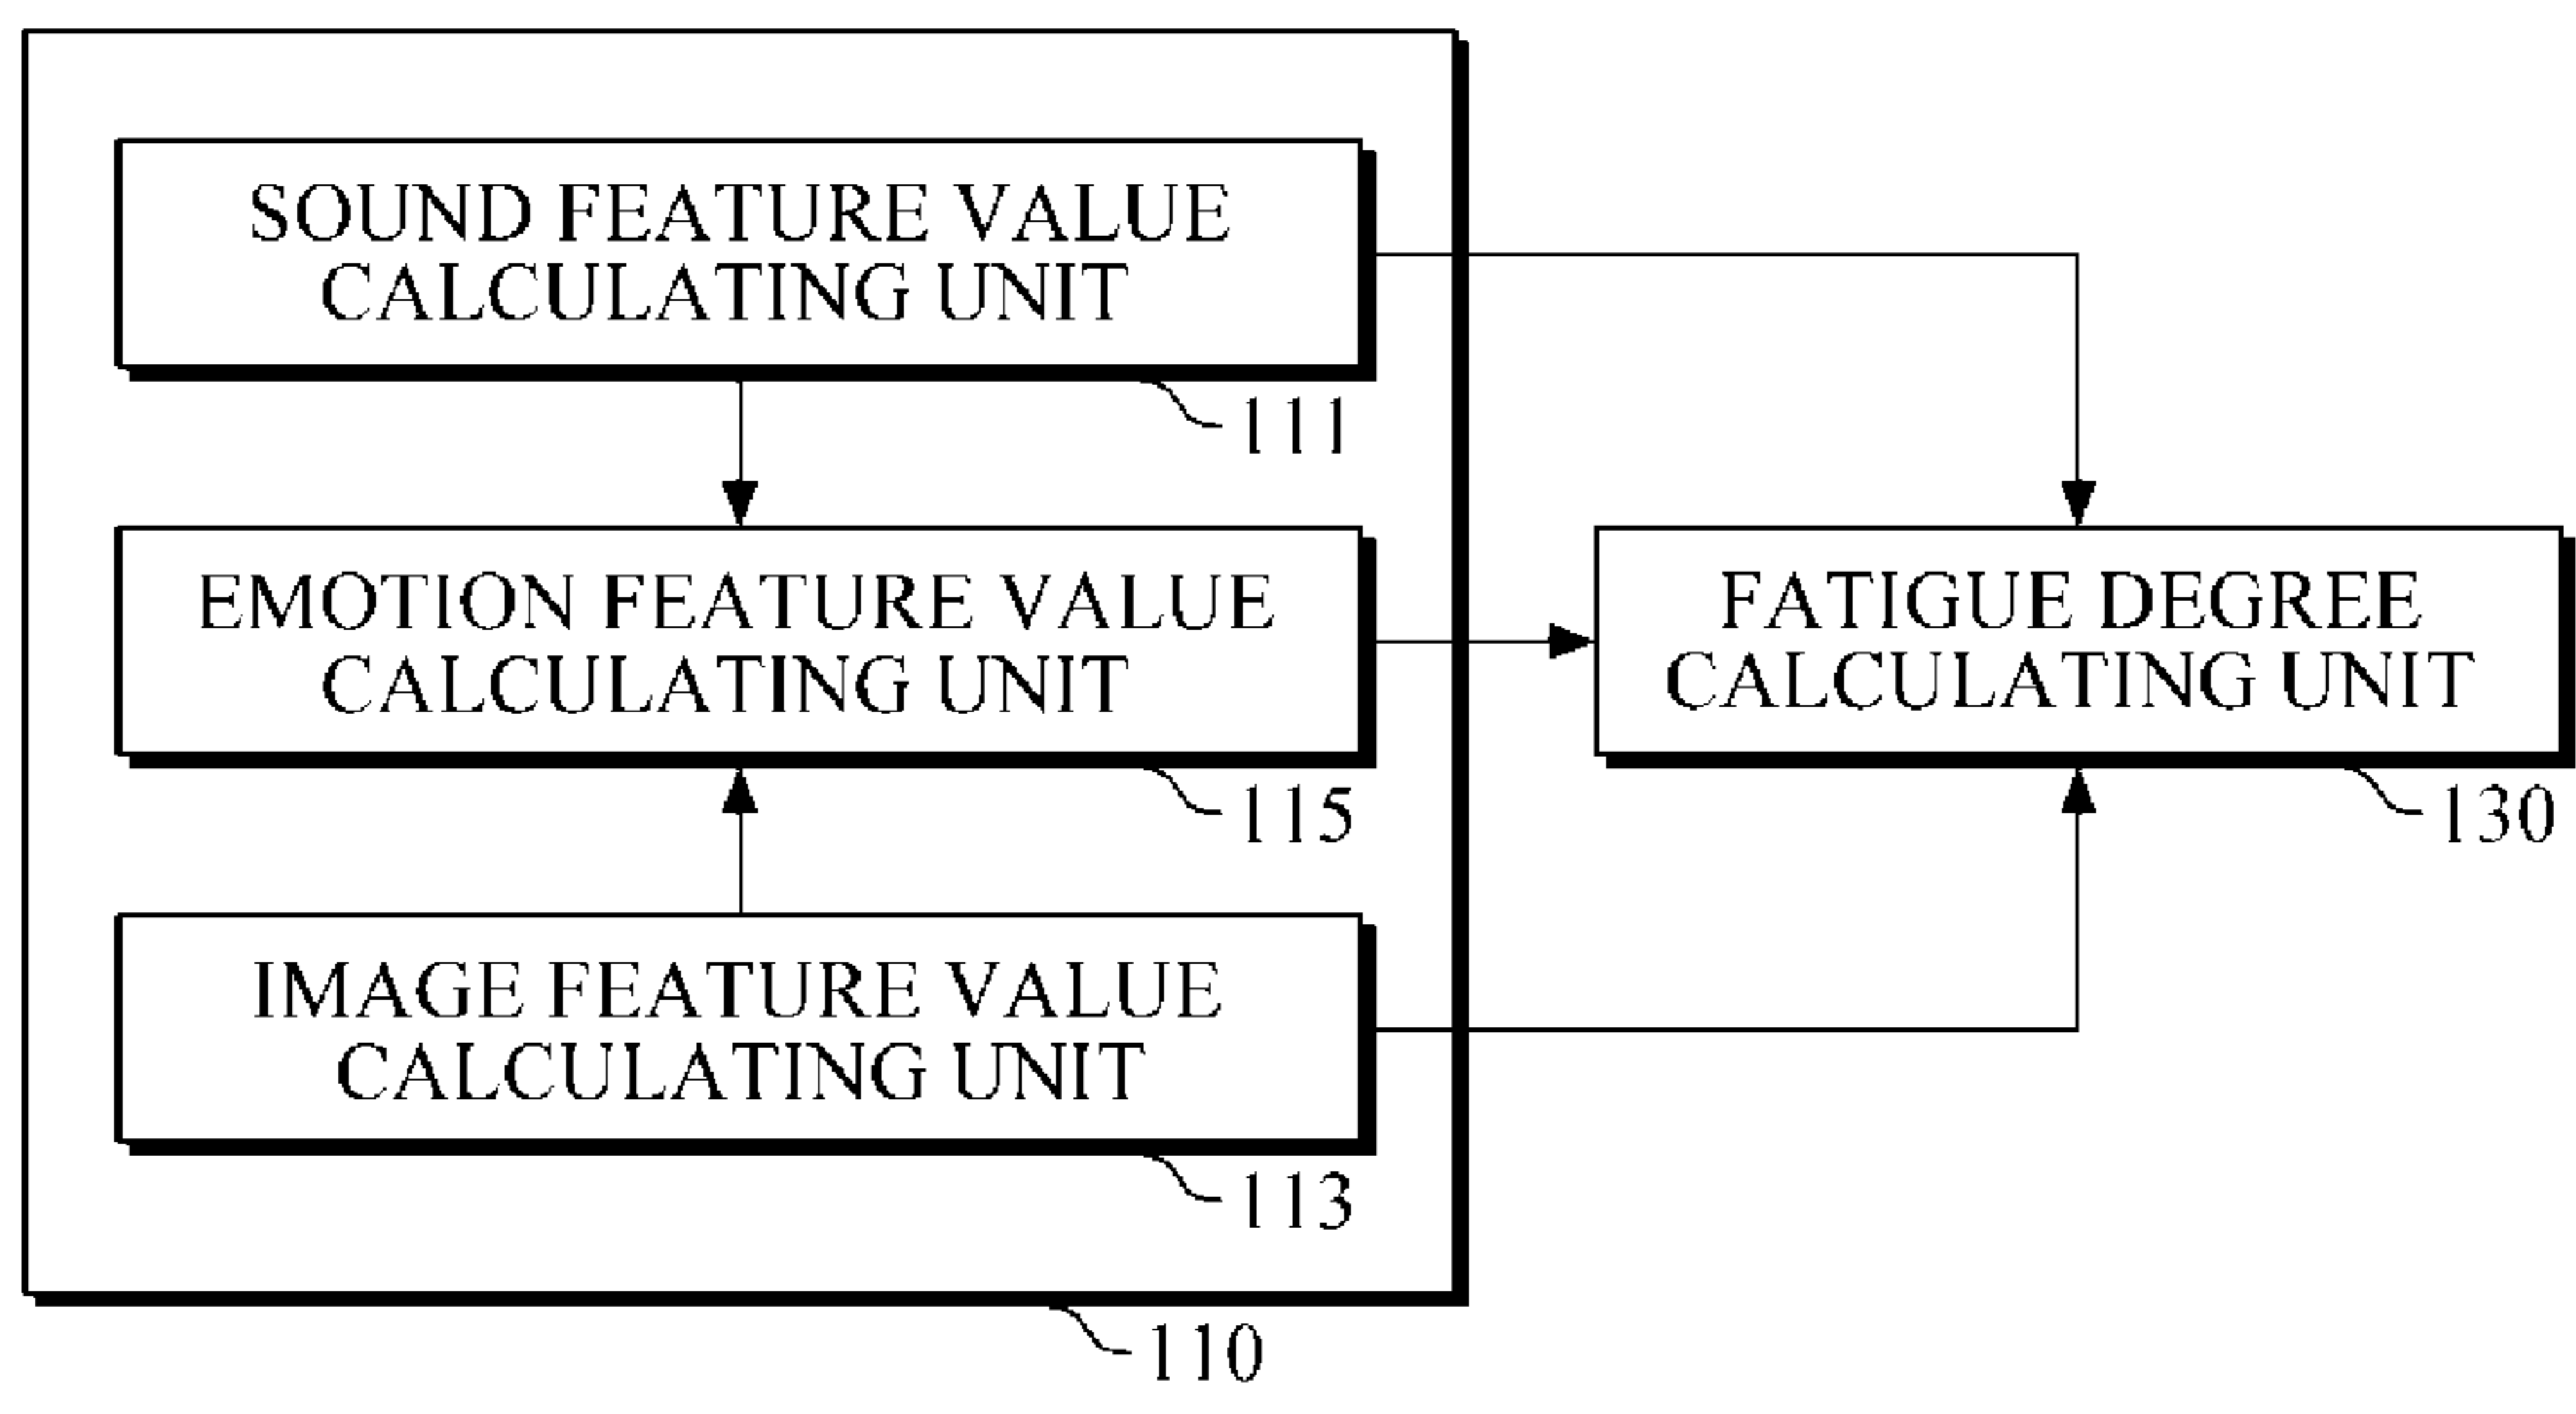 SOUND FEATURE VALUE
CALCULATING UNIT
111
EMOTION FEATURE VALUE
CALCULATING UNIT
115
FATIGUE DEGREE
CALCULATING UNIT
130
IMAGE FEATURE VALUE
CALCULATING UNIT
113
110